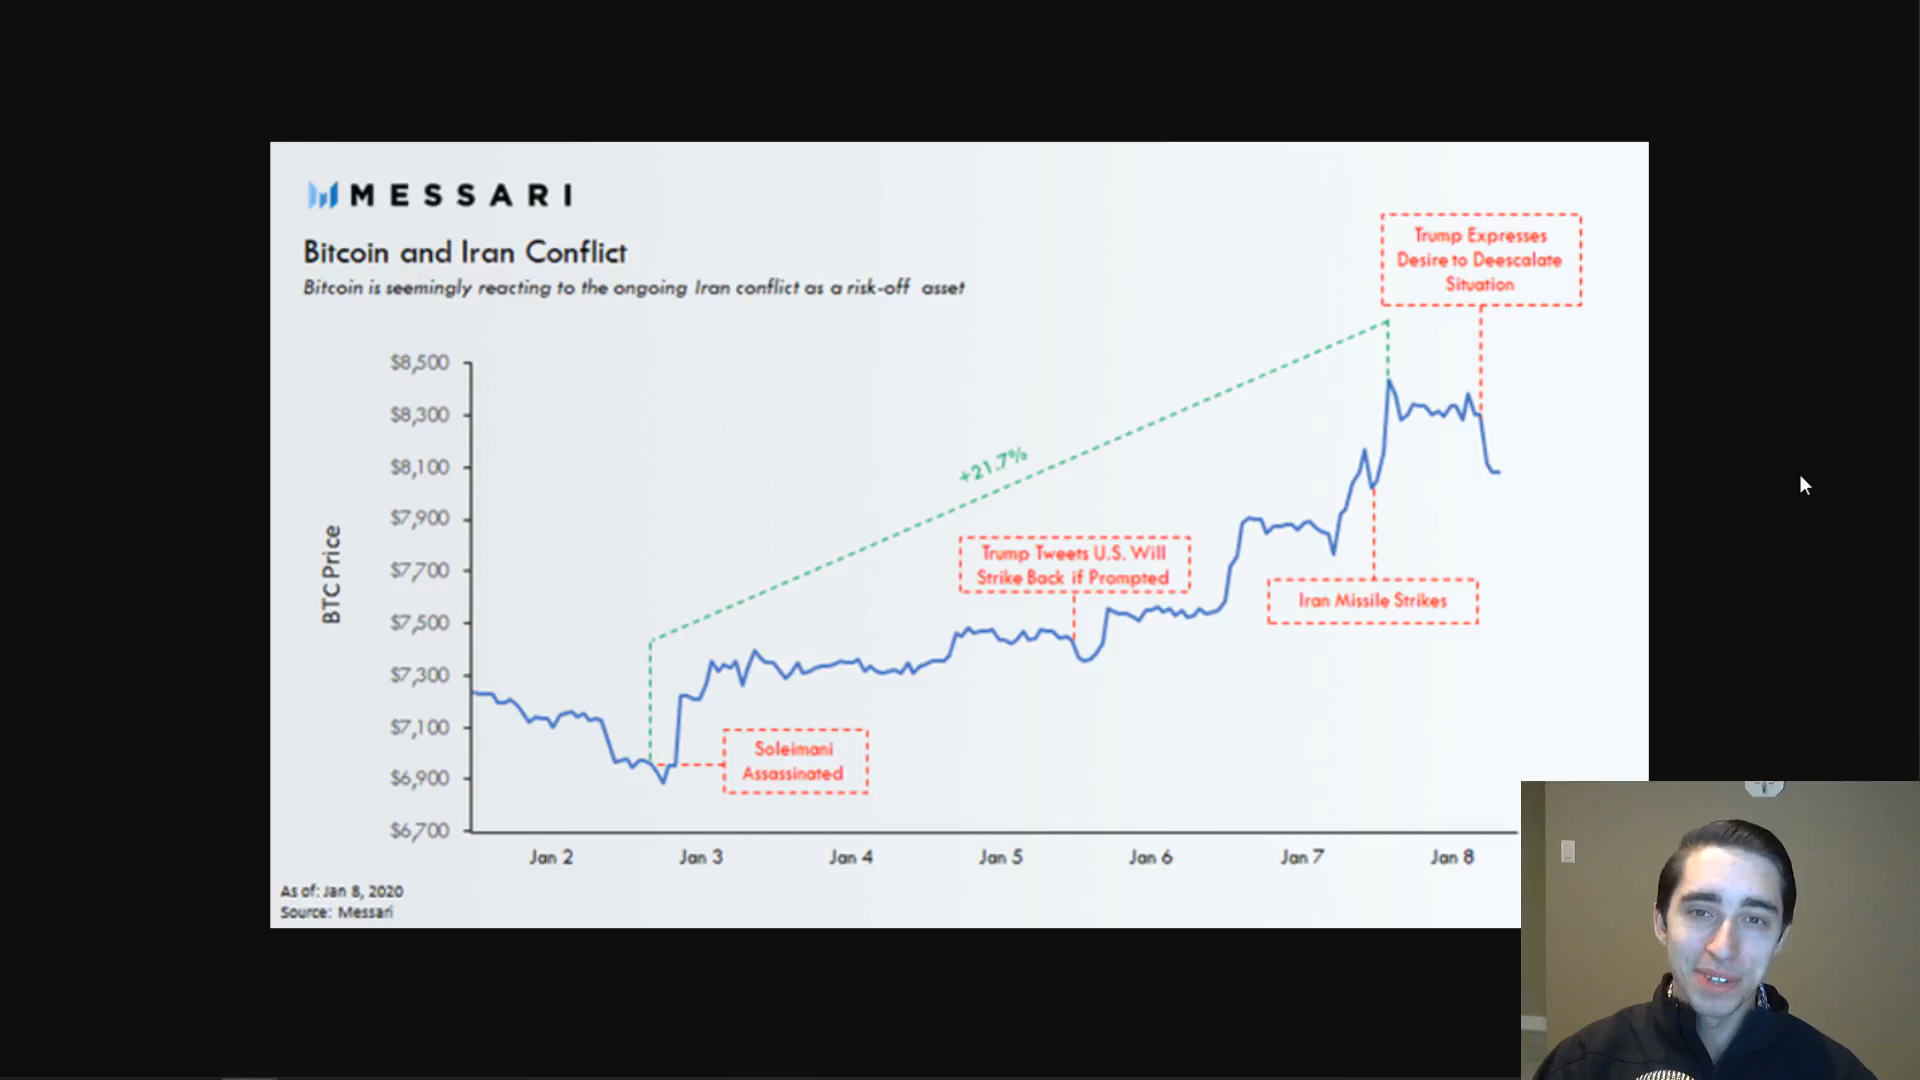 MESSARI
Bitcoin and Iran Conflict
Bitcoin is seemingly reacting to the ongoing Iran conflict as a risk-off asset
Trump Expresses
Desire to Deescalate
Situation
$8,500
$8,300
$8,100
$7,900
$7,700
$7,500
$7,300
$7,100
$6,900
$6,700
BTC Price
+21.7%
Trump Tweets U.S. Will
Strike Back if Prompted
Iran Missile Strikes
Soleimani
Assassinated
Jan 2
Jan 3
Jan 4
Jan 5
Jan 6
Jan 7
Jan 8
As of: Jan 8, 2020
Source: Messari